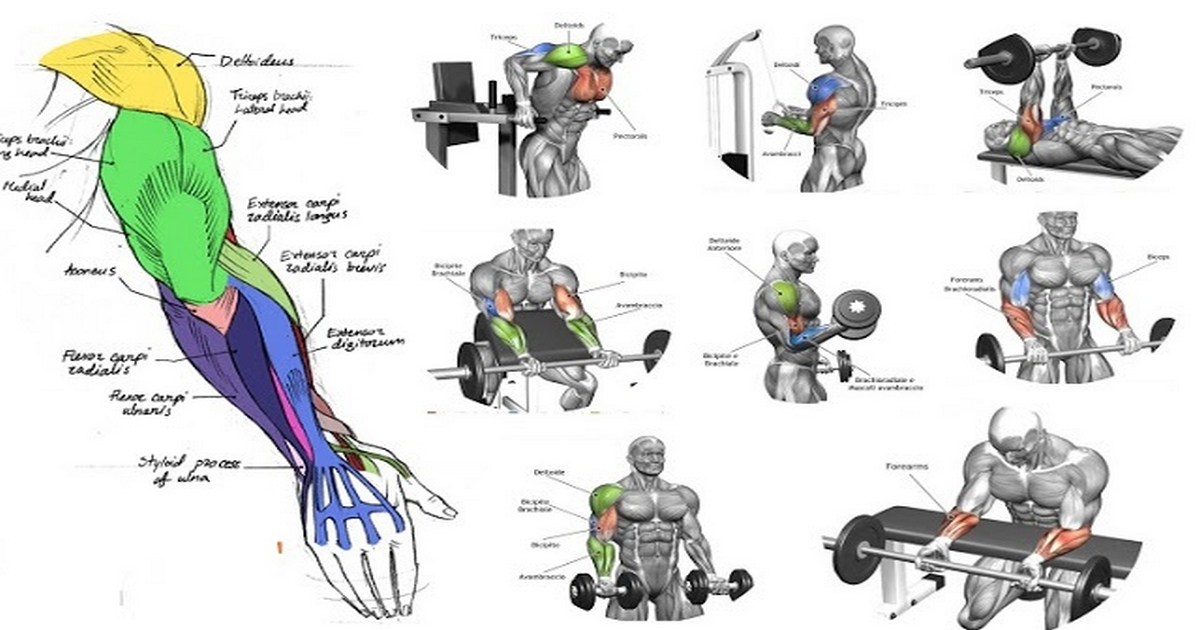 Deltoideus
Triceps brachii:
Lateral head
ceps brachii:
ng head
Medial
head
Extensor carpi
radialis longus
Extensor carpi
radialis brevis
Anconeus
Extensor
digitorum
Flexor carpi
radialis
Flexor carpi
ulnaris
Styloid process
of ulna
Deltoids
Triceps
Pectorals
Deltoidi
Tricipite
Avambracci
Triceps
Pectorals
Deltoids
Bicipite
Brachiale
Bicipite
Avambraccio
Deltoide
Anteriore
Bicipite e
Brachiale
Brachioradiale e
Muscoli avambraccio
Biceps
Forearms
Brachioradialis
Deltoide
Bicipite
Brachiale
Bicipite
Avambraccio
Forearms